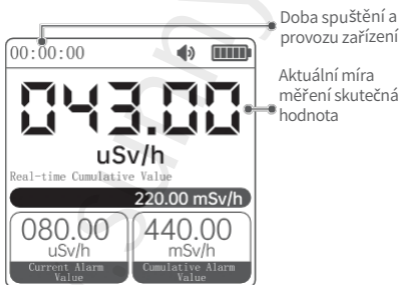 Doba spuštění a
provozu zařízení
00:00:00
Aktuální míra
měření skutečná
hodnota
043.00
uSv/h
Real-time Cumulative Value
220.00 mSv/h
080.00
uSv/h
Current Alarm
Value
440.00
mSv/h
Cumulative Alarm
Value